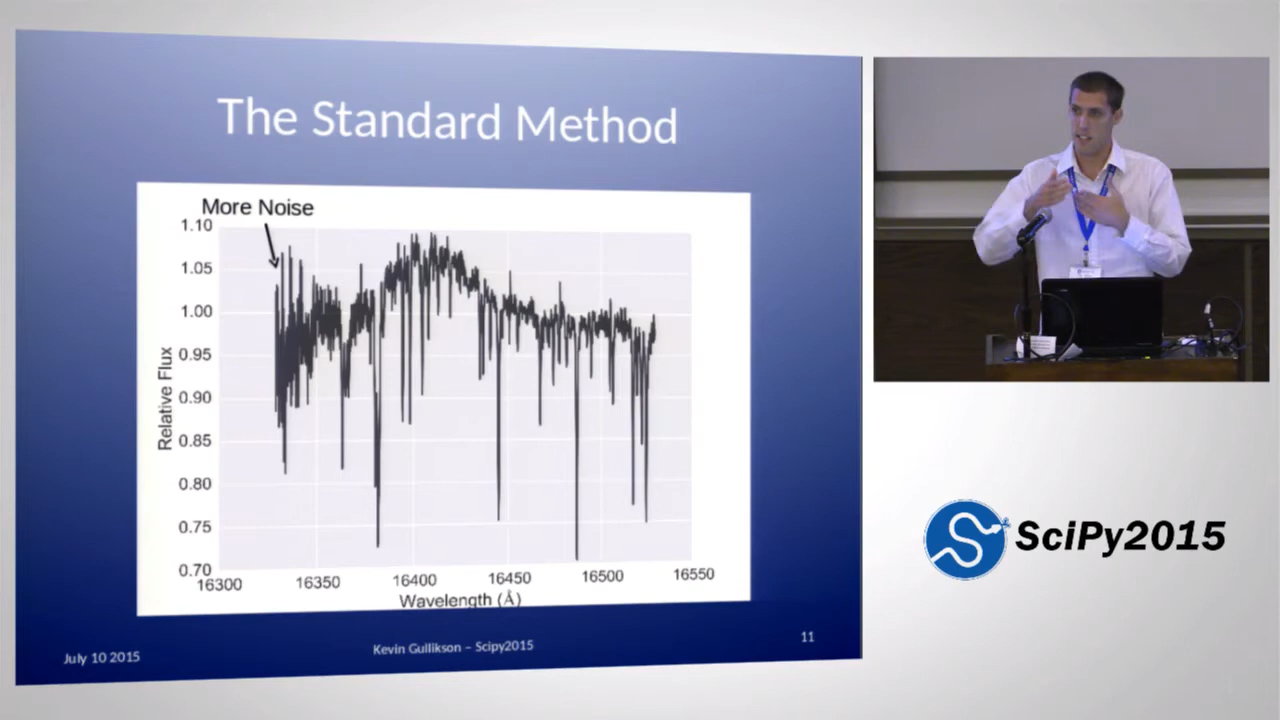 The Standard Method
More Noise
1.10
1.05
1.00
0.95
0.90
0.85
0.80
0.75
0.70
Relative Flux
16300 16350 16400 16450 16500 16550
Wavelength (Å)
July 10 2015
Kevin Gullikson – Scipy2015
11
SciPy2015